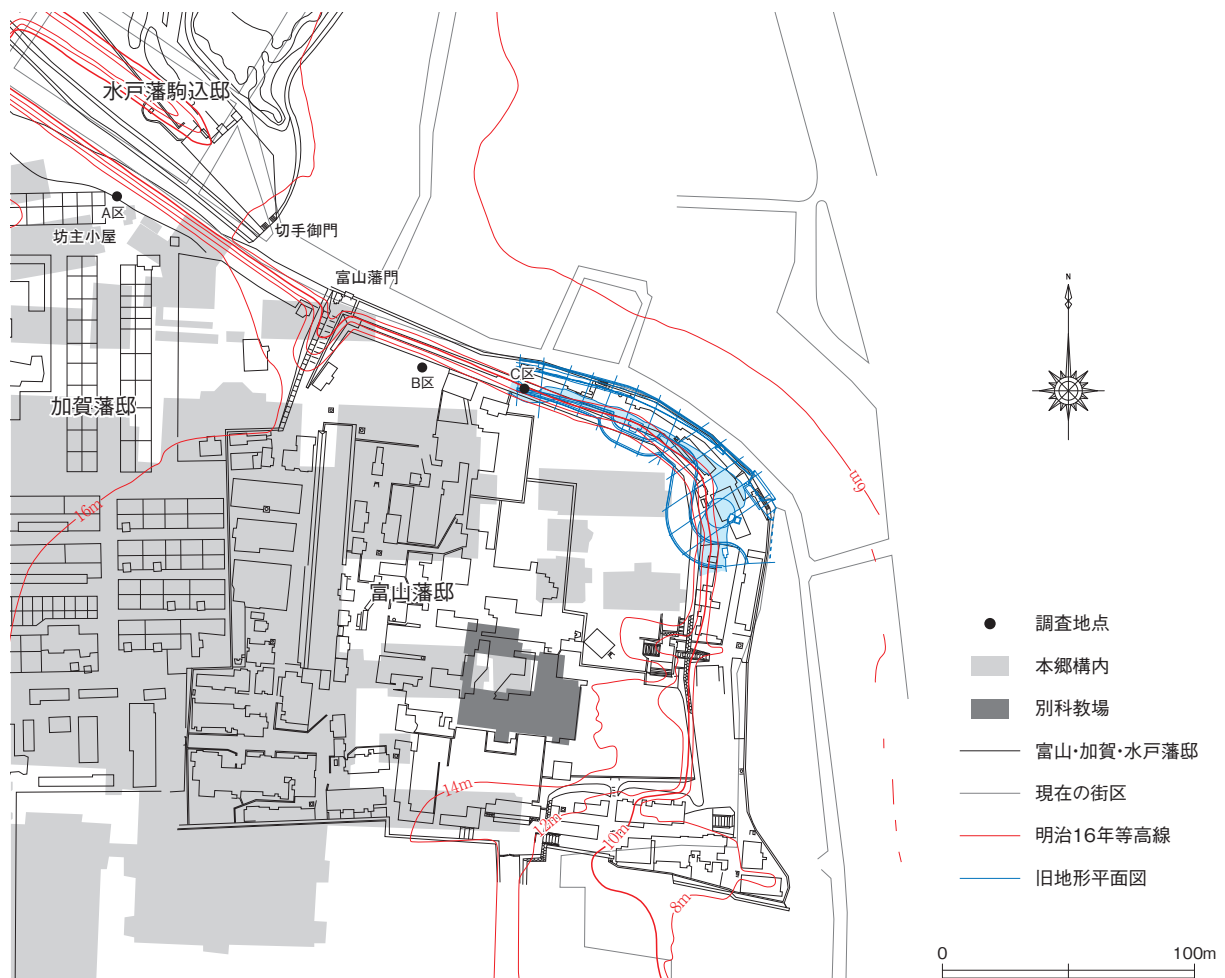 水戸藩駒込邸
A区
坊主小屋
切手御門
富山藩門
B区
C区
加賀藩邸
16m
6m
富山藩邸
14m
12m
10m
8m
N
調査地点
本郷構内
別科教場
富山・加賀・水戸藩邸
現在の街区
明治16年等高線
旧地形平面図
0
100m